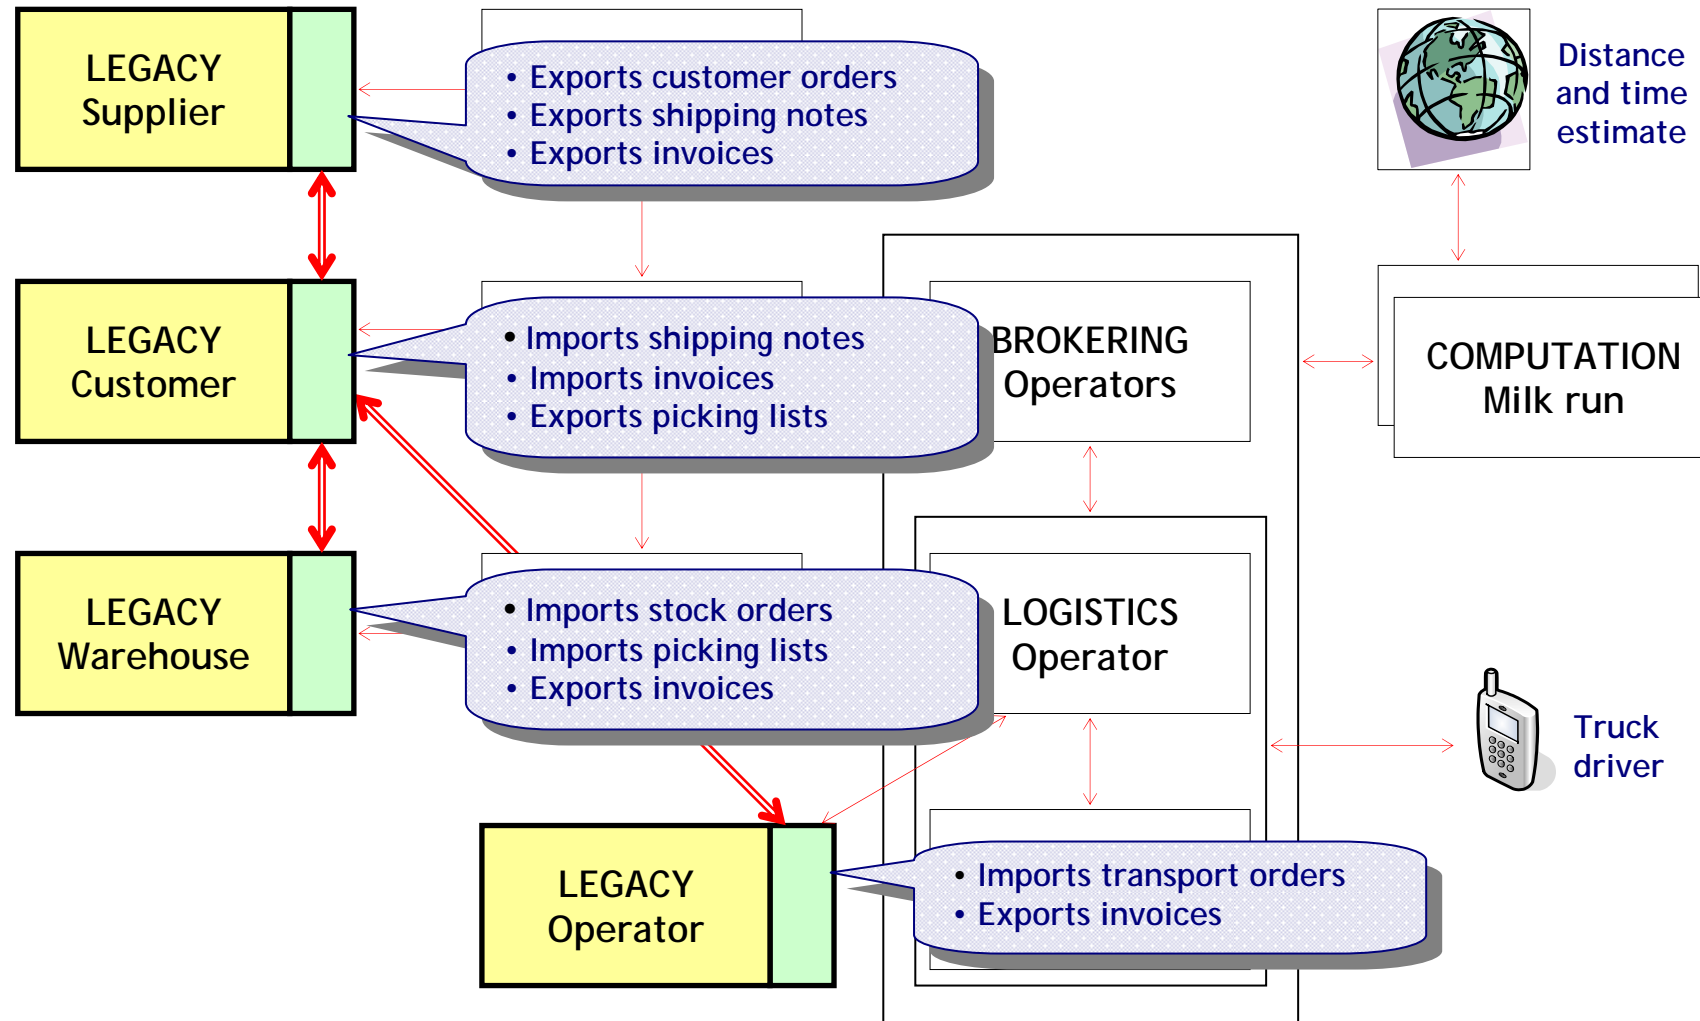 LEGACY
Supplier
• Exports customer orders
• Exports shipping notes
• Exports invoices
Distance
and time
estimate
LEGACY
Customer
• Imports shipping notes
• Imports invoices
• Exports picking lists
BROKERING
Operators
COMPUTATION
Milk run
LEGACY
Warehouse
• Imports stock orders
• Imports picking lists
• Exports invoices
LOGISTICS
Operator
Truck
driver
LEGACY
Operator
• Imports transport orders
• Exports invoices